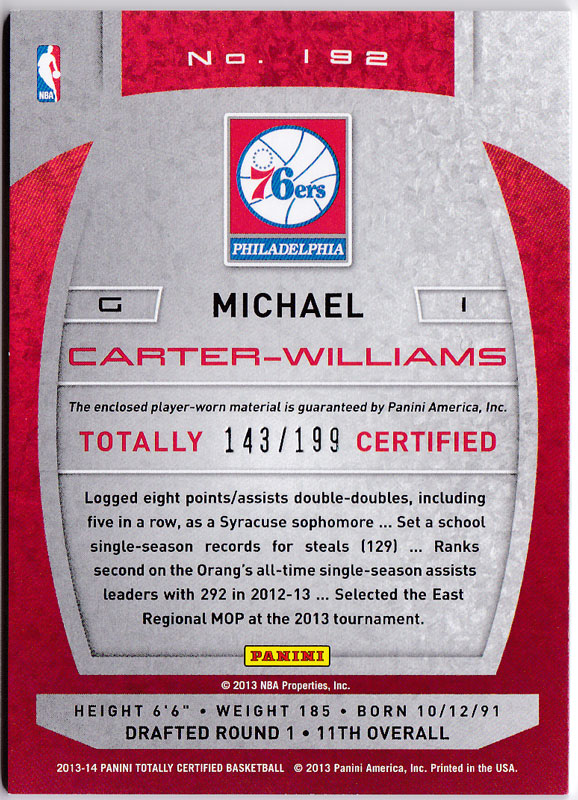 No. 192
NBA
76ers
PHILADELPHIA
G MICHAEL 1
CARTER-WILLIAMS
The enclosed player-worn material is guaranteed by Panini America, Inc.
TOTALLY 143/199 CERTIFIED
Logged eight points/assists double-doubles, including
five in a row, as a Syracuse sophomore ... Set a school
single-season records for steals (129) ... Ranks
second on the Orang's all-time single-season assists
leaders with 292 in 2012-13 ... Selected the East
Regional MOP at the 2013 tournament.
PANINI
© 2013 NBA Properties, Inc.
HEIGHT 6'6" • WEIGHT 185 • BORN 10/12/91
DRAFTED ROUND 1 • 11TH OVERALL
2013-14 PANINI TOTALLY CERTIFIED BASKETBALL © 2013 Panini America, Inc. Printed in the USA.